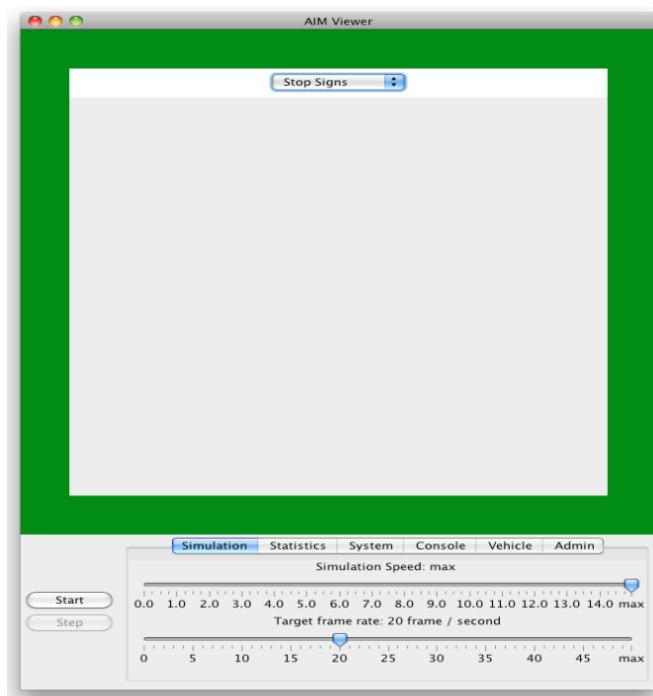 AIM Viewer
Stop Signs
Simulation Statistics System Console Vehicle Admin
Simulation Speed: max
Start
0.0 1.0 2.0 3.0 4.0 5.0 6.0 7.0 8.0 9.0 10.0 11.0 12.0 13.0 14.0 max
Step
Target frame rate: 20 frame / second
0 5 10 15 20 25 30 35 40 45 max